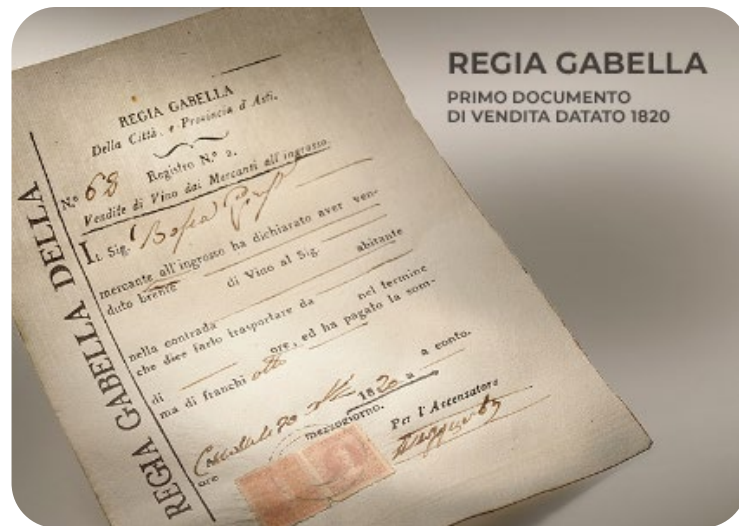 REGIA GABELLA
PRIMO DOCUMENTO
DI VENDITA DATATO 1820
REGIA GABELLA DELLA
REGIA GABELLA
Della Città, e Provincia d'Asti.
Registro N.° 2.
N.° 68
Vendite di Vino dai Mercanti all'ingrosso.
IL Sig.
mercante all'ingrosso ha dichiarato aver ven-
duto brente di Vino al Sig. abitante
nella contrada
che dice farlo trasportare da nel termine
di ore, ed ha pagato la som-
ma di franchi otto a conto.
1820 a
ore mezzogiorno.
Per l'Accensatore